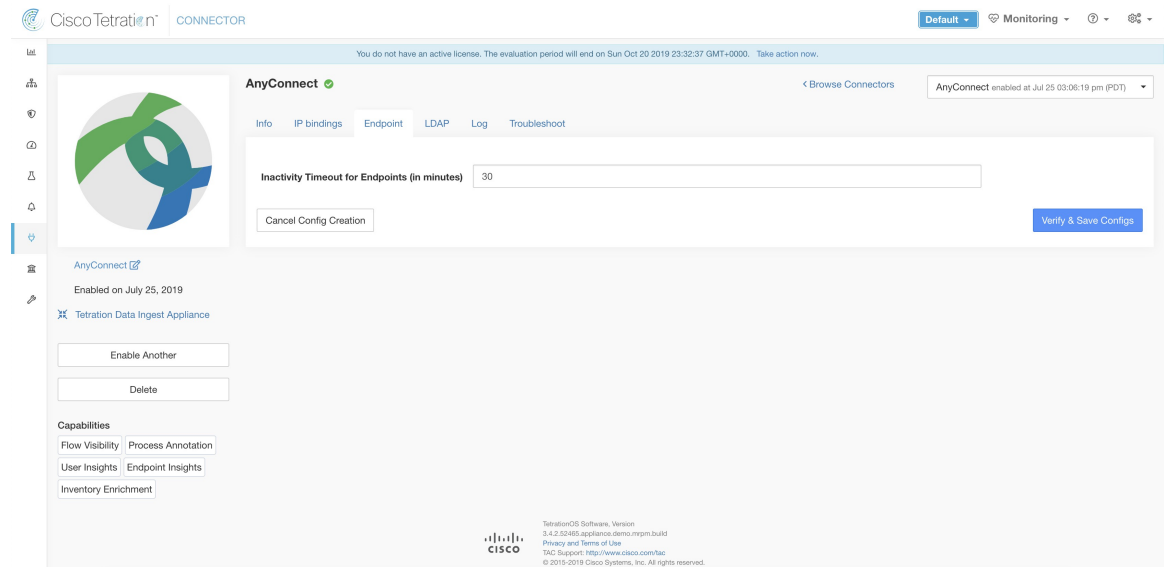 Cisco Tetration™ CONNECTOR
Default Monitoring ?
You do not have an active license. The evaluation period will end on Sun Oct 20 2019 23:32:37 GMT+0000. Take action now.
AnyConnect
< Browse Connectors
AnyConnect enabled at Jul 25 03:06:19 pm (PDT)
Info IP bindings Endpoint LDAP Log Troubleshoot
Inactivity Timeout for Endpoints (in minutes) 30
Cancel Config Creation
Verify & Save Configs
AnyConnect
Enabled on July 25, 2019
Tetration Data Ingest Appliance
Enable Another
Delete
Capabilities
Flow Visibility Process Annotation
User Insights Endpoint Insights
Inventory Enrichment
CISCO
TetrationOS Software, Version
3.4.2.52465.appliance.demo.mrpm.build
Privacy and Terms of Use
TAC Support: http://www.cisco.com/tac
© 2015-2019 Cisco Systems, Inc. All rights reserved.